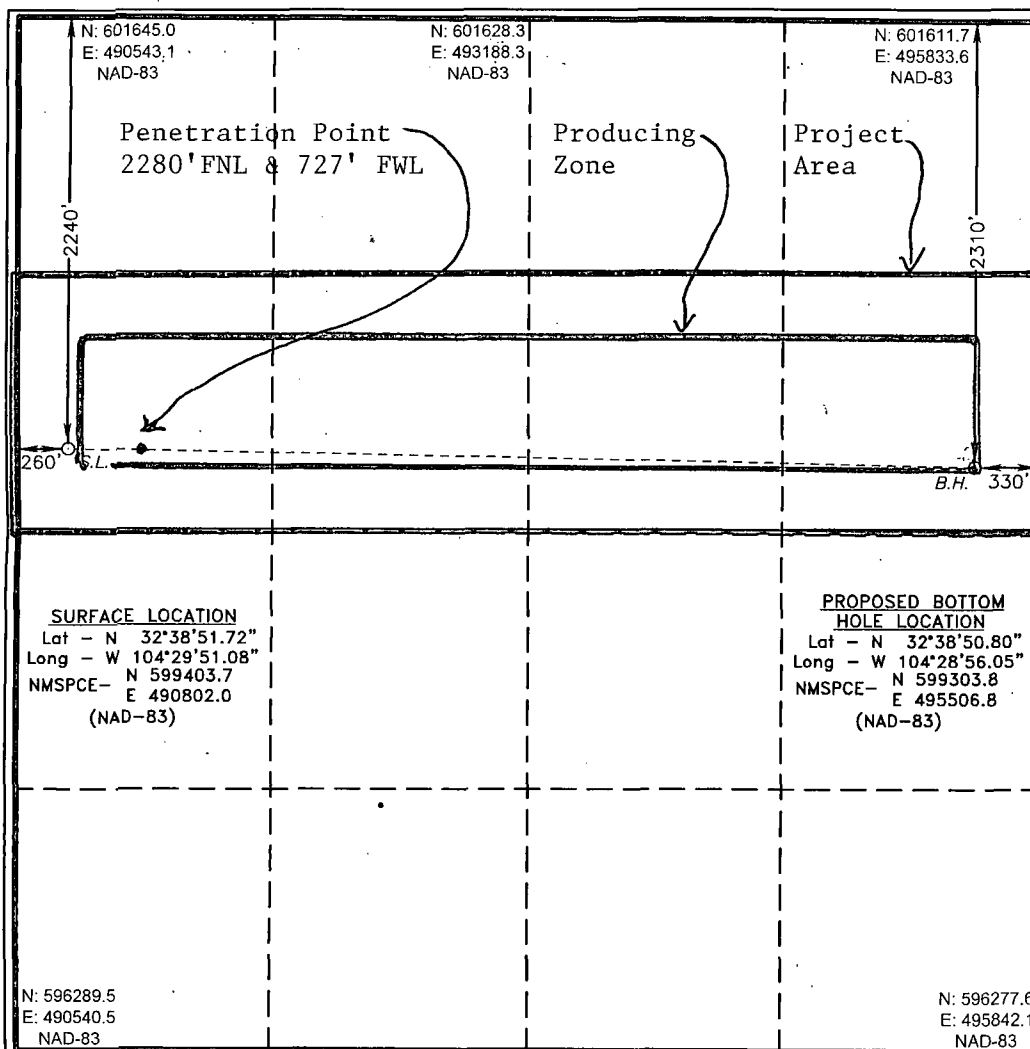 N: 601645.0
E: 490543.1
NAD-83
N: 601628.3
E: 493188.3
NAD-83
N: 601611.7
E: 495833.6
NAD-83
Penetration Point
2280'FNL & 727' FWL
Producing
Zone
Project
Area
2240'
2310'
260'
S.L.
B.H.
330'
SURFACE LOCATION
Lat - N 32°38'51.72"
Long - W 104°29'51.08"
NMSPCE- N 599403.7
E 490802.0
(NAD-83)
PROPOSED BOTTOM
HOLE LOCATION
Lat - N 32°38'50.80"
Long - W 104°28'56.05"
NMSPCE- N 599303.8
E 495506.8
(NAD-83)
N: 596289.5
E: 490540.5
NAD-83
N: 596277.6
E: 495842.1
NAD-83